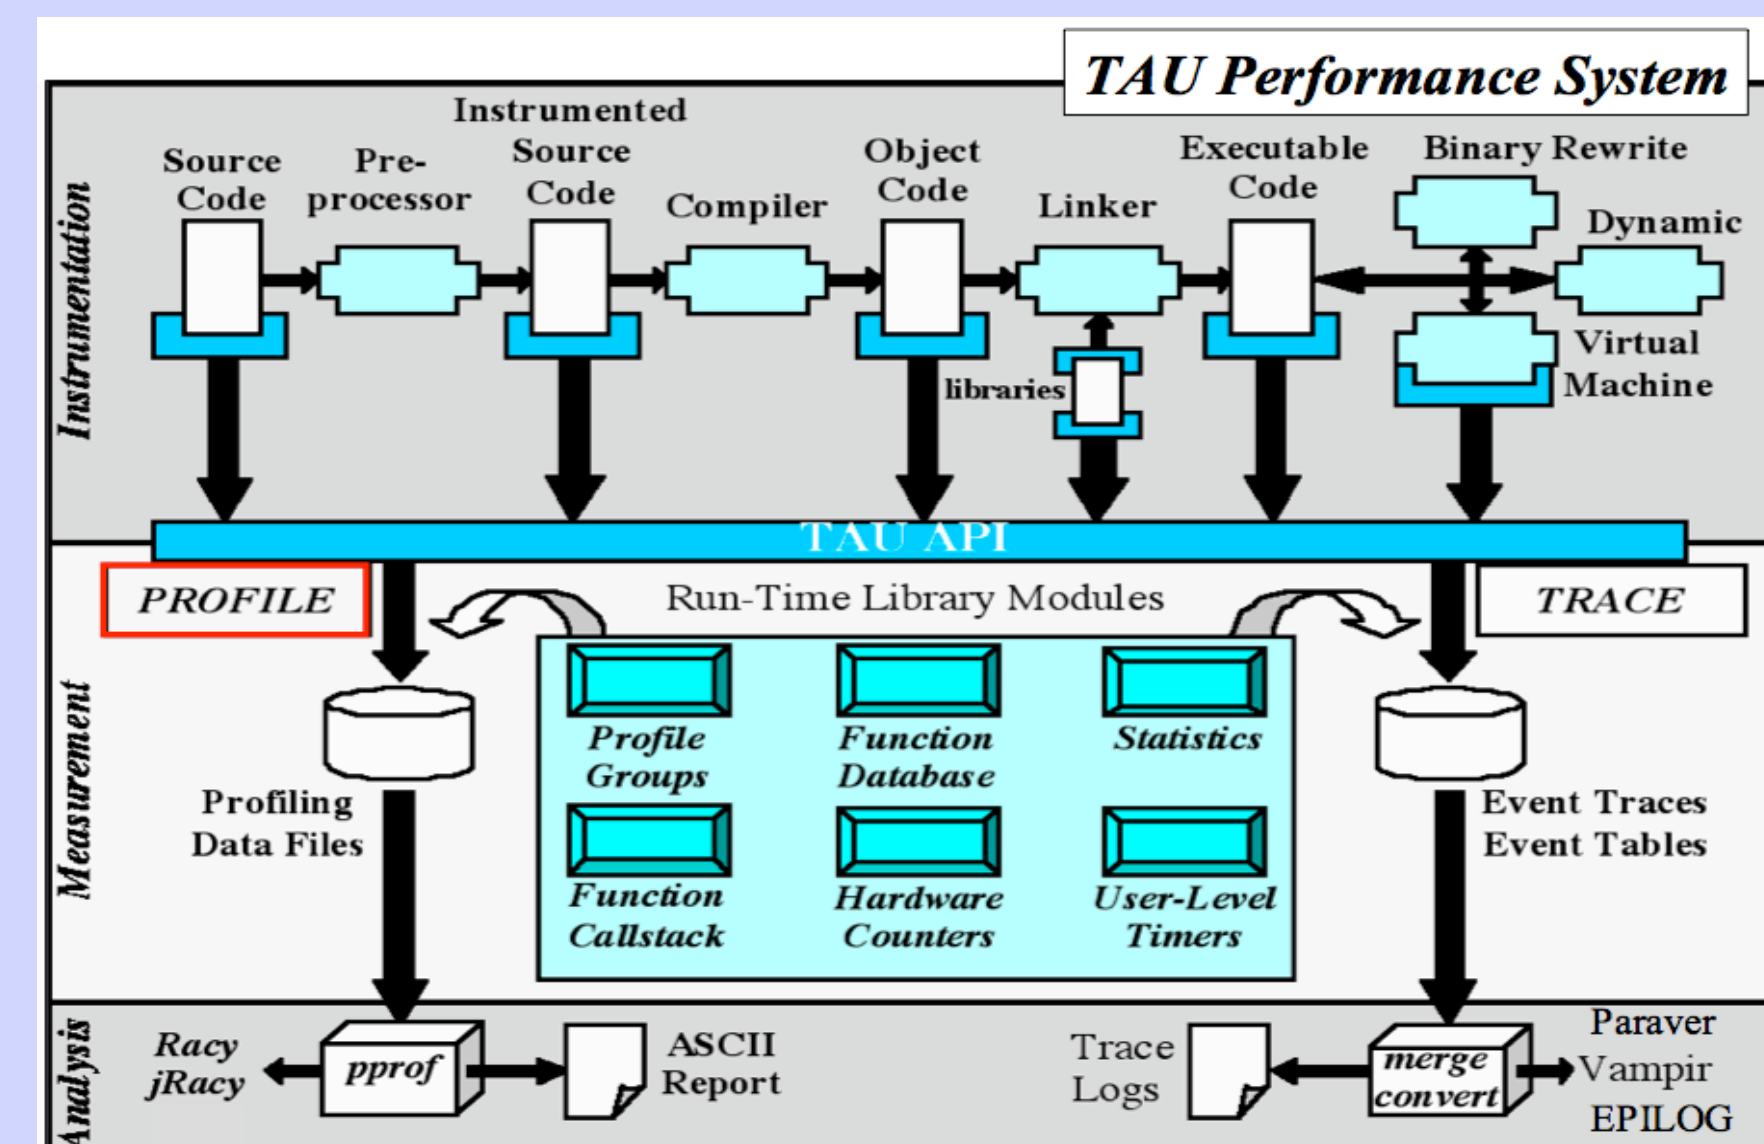 TAU Performance System
Instrumentation
Source
Code
Pre-
processor
Instrumented
Source
Code
Compiler
Object
Code
Linker
Executable
Code
Binary Rewrite
Dynamic
Virtual
Machine
libraries
TAU API
Measurement
PROFILE
Run-Time Library Modules
TRACE
Profile
Groups
Function
Database
Statistics
Function
Callstack
Hardware
Counters
User-Level
Timers
Profiling
Data Files
Event Traces
Event Tables
Analysis
Racy
jRacy
pprof
ASCII
Report
Trace
Logs
merge
convert
Paraver
Vampir
EPILOG